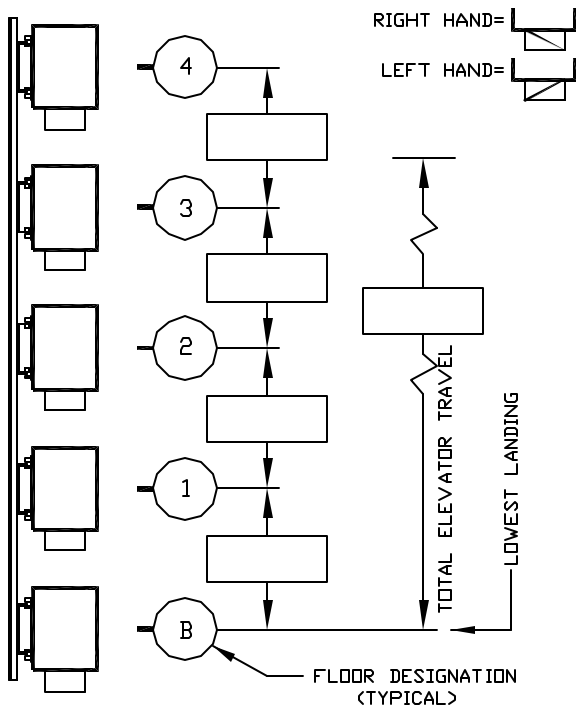 RIGHT HAND=
LEFT HAND=
4
3
2
1
B
TOTAL ELEVATOR TRAVEL
LOWEST LANDING
FLOOR DESIGNATION
(TYPICAL)